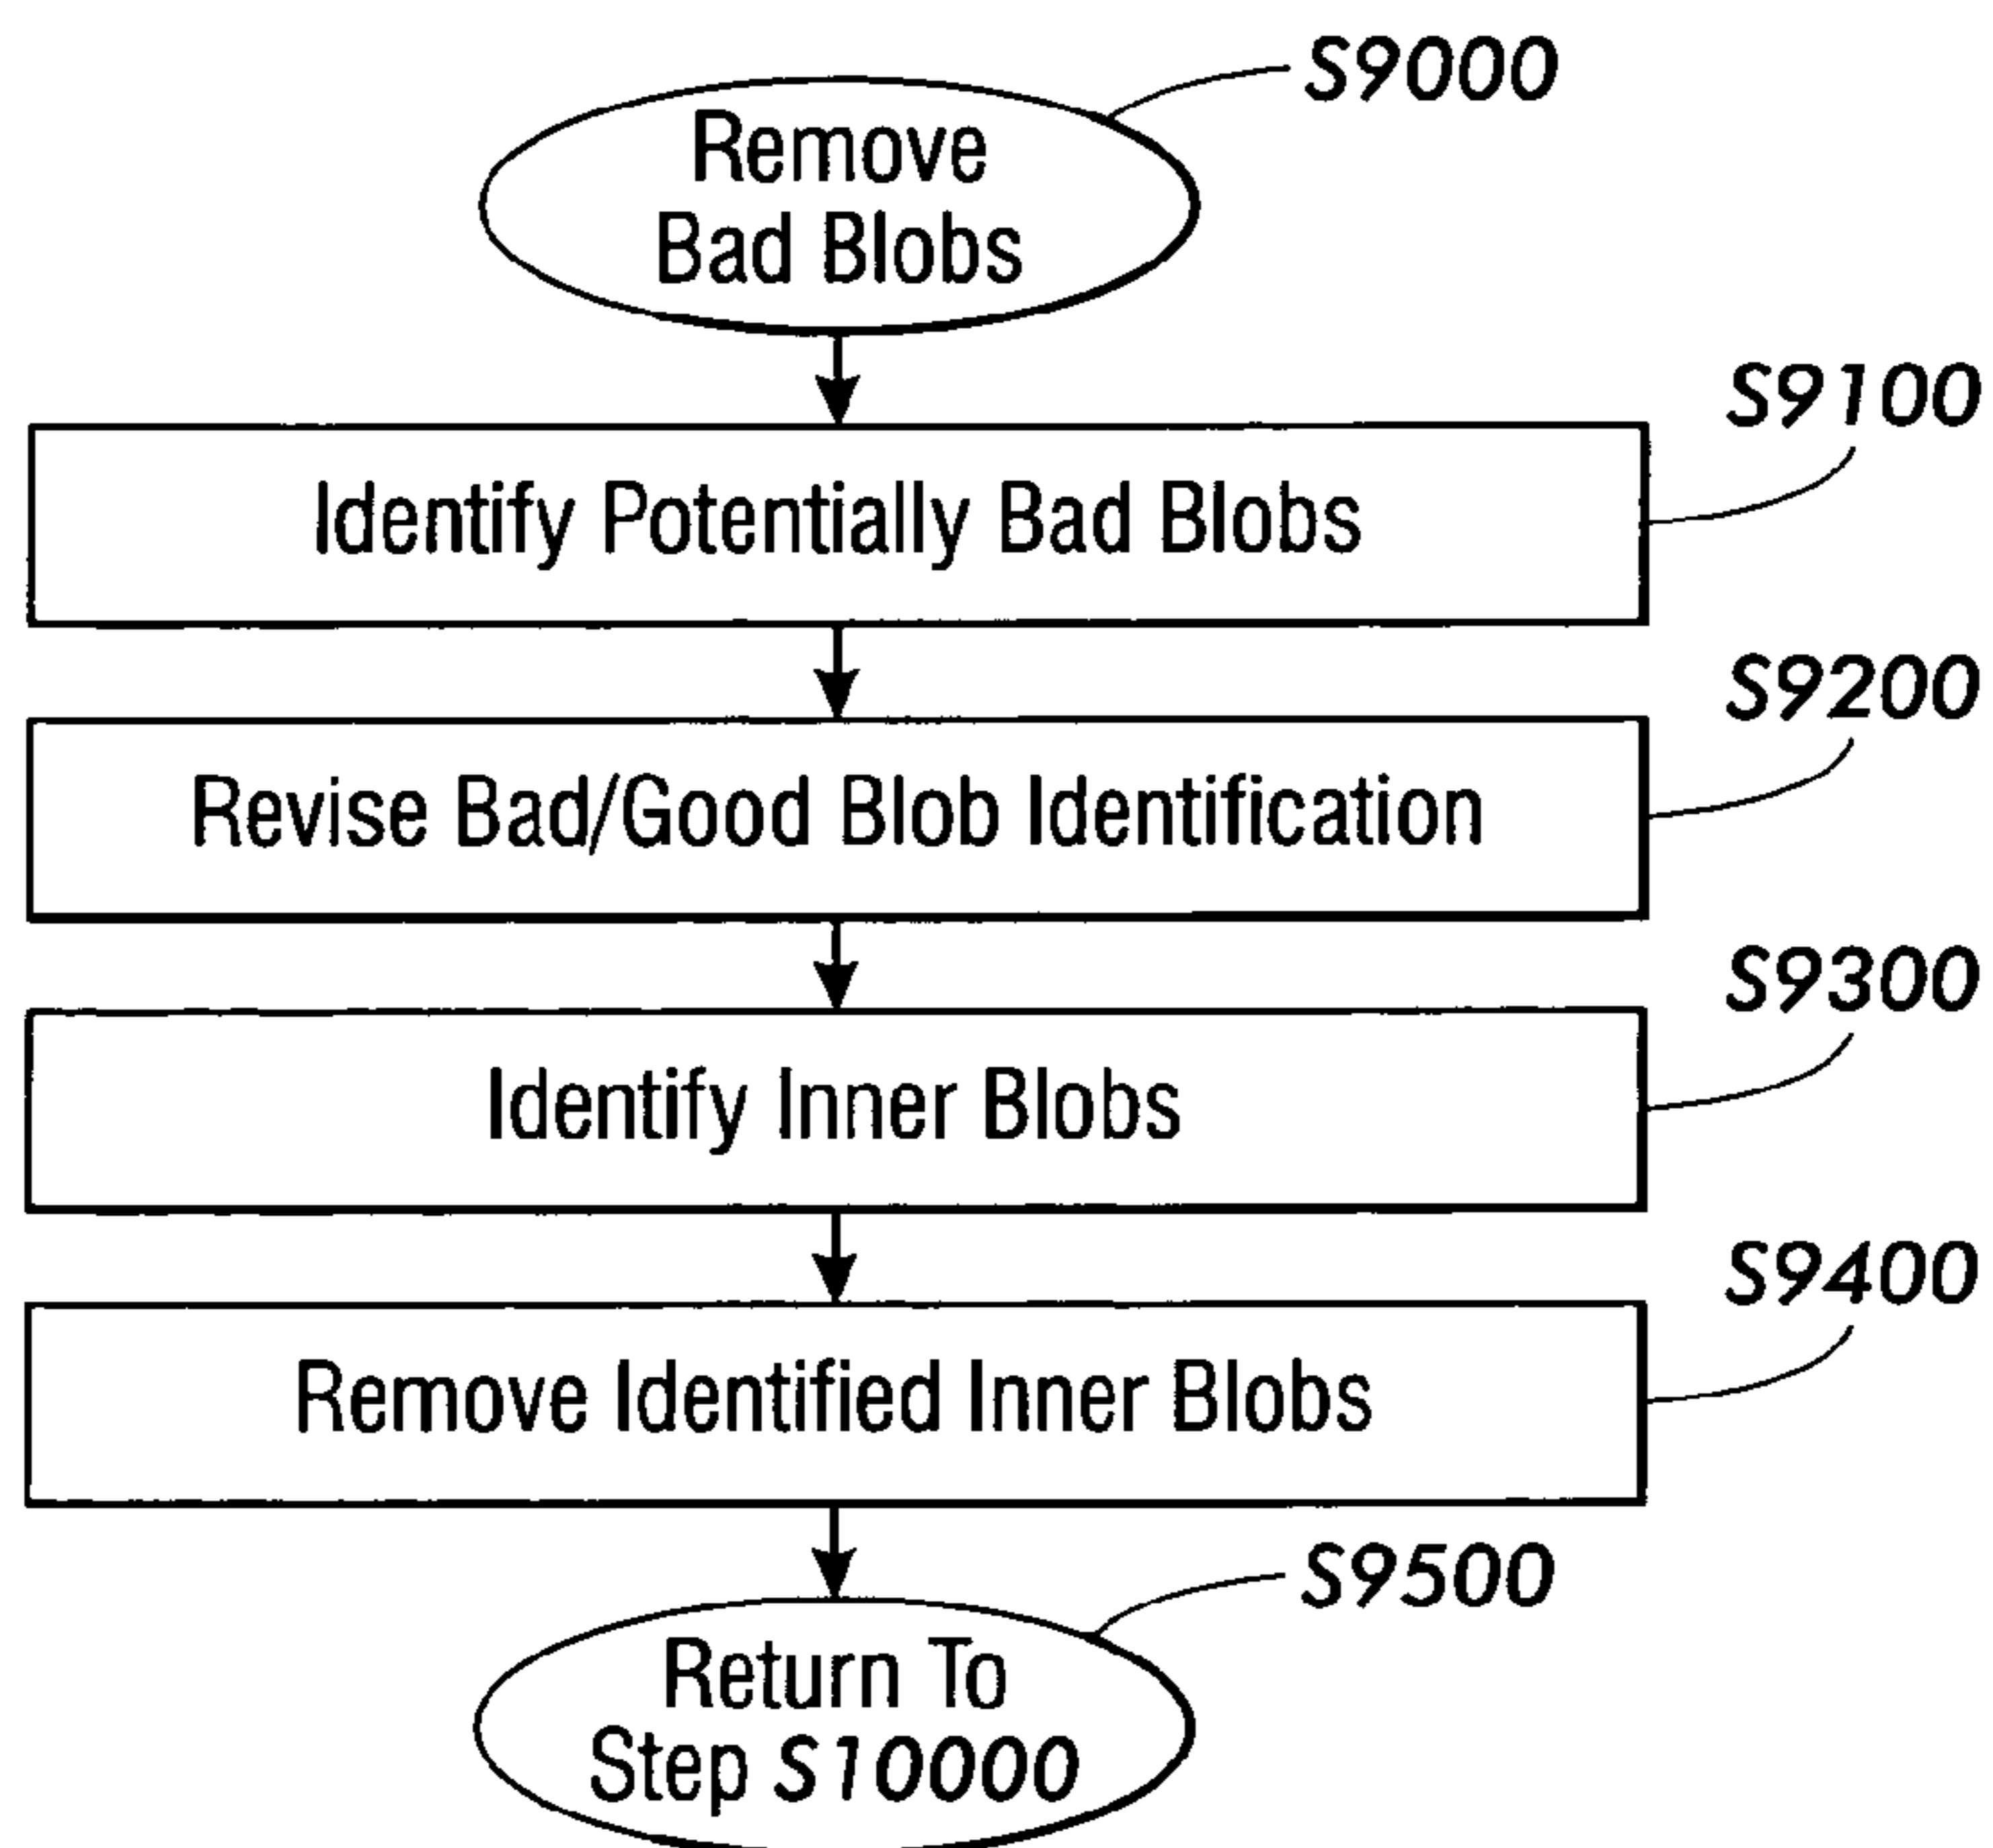 S9000
Remove
Bad Blobs
S9100
Identify Potentially Bad Blobs
S9200
Revise Bad/Good Blob Identification
S9300
Identify Inner Blobs
S9400
Remove Identified Inner Blobs
S9500
Return To
Step S10000